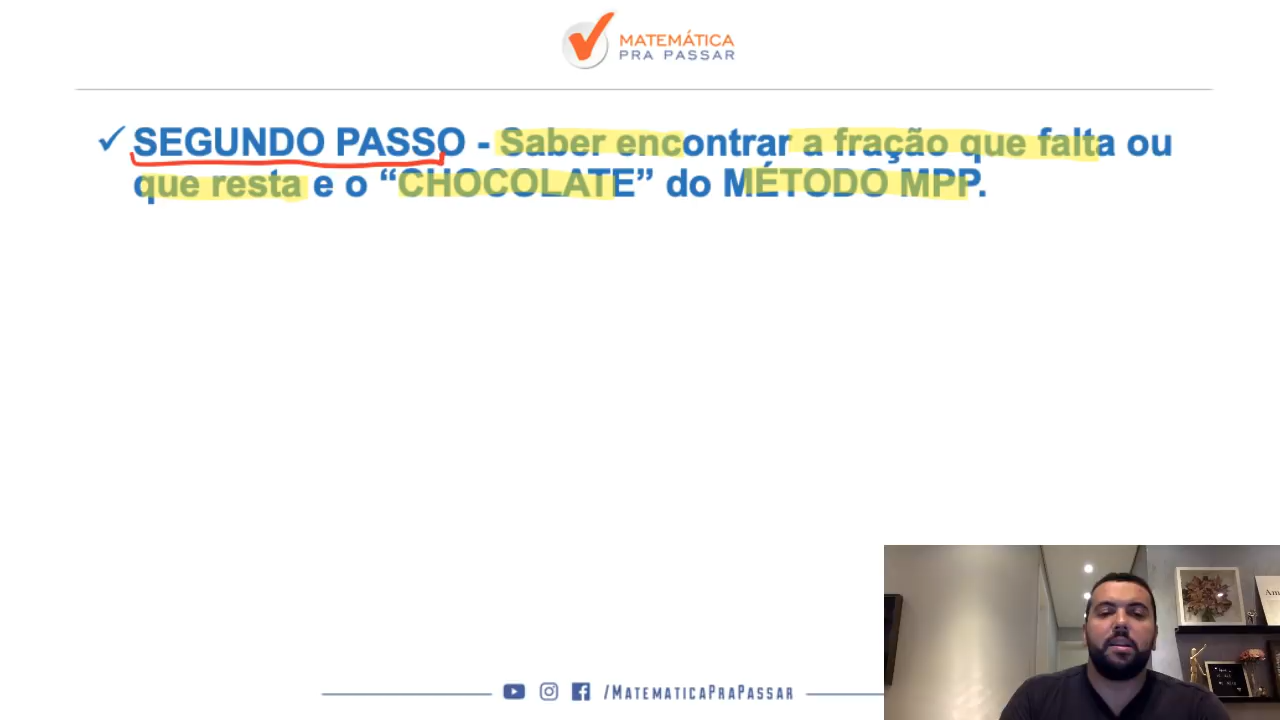 MATEMÁTICA
PRA PASSAR
SEGUNDO PASSO - Saber encontrar a fração que falta ou
que resta e o “CHOCOLATE” do MÉTODO MPP.
/MATEMATICAPRAPASSAR